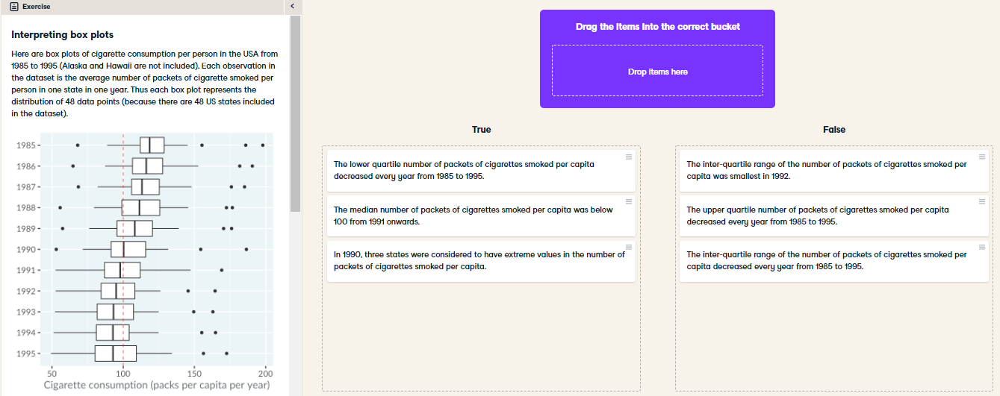 Exercise
Interpreting box plots
Here are box plots of cigarette consumption per person in the USA from
1985 to 1995 (Alaska and Hawaii are not included). Each observation in
the dataset is the average number of packets of cigarette smoked per
person in one state in one year. Thus each box plot represents the
distribution of 48 data points (because there are 48 US states included
in the dataset).
1985
1986
1987
1988
1989
1990
1991
1992
1993
1994
1995
50 100 150 200
Cigarette consumption (packs per capita per year)
Drag the items into the correct bucket
Drop items here
True
The lower quartile number of packets of cigarettes smoked per capita
decreased every year from 1985 to 1995.
The median number of packets of cigarettes smoked per capita was below
100 from 1991 onwards.
In 1990, three states were considered to have extreme values in the number of
packets of cigarettes smoked per capita.
False
The inter-quartile range of the number of packets of cigarettes smoked per
capita was smallest in 1992.
The upper quartile number of packets of cigarettes smoked per capita
decreased every year from 1985 to 1995.
The inter-quartile range of the number of packets of cigarettes smoked per
capita decreased every year from 1985 to 1995.